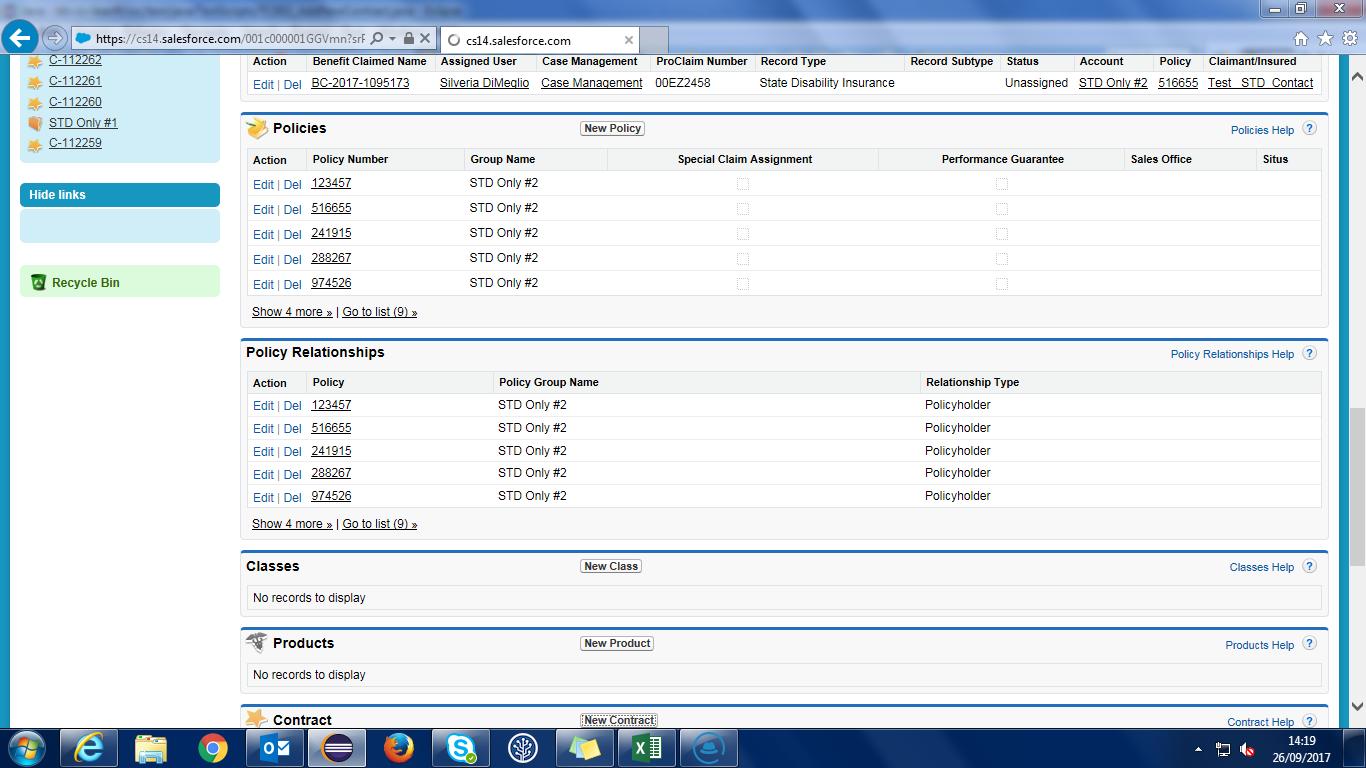 https://cs14.salesforce.com/001c000001GGVmn?srF
cs14.salesforce.com
C-112262
C-112261
C-112260
STD Only #1
C-112259
Hide links
Recycle Bin
Action Benefit Claimed Name Assigned User Case Management ProClaim Number Record Type Record Subtype Status Account Policy Claimant/Insured
Edit | Del BC-2017-1095173 Silveria DiMeglio Case Management 00EZ2458 State Disability Insurance Unassigned STD Only #2 516655 Test STD Contact
Policies New Policy Policies Help ?
Action Policy Number Group Name Special Claim Assignment Performance Guarantee Sales Office Situs
Edit | Del 123457 STD Only #2
Edit | Del 516655 STD Only #2
Edit | Del 241915 STD Only #2
Edit | Del 288267 STD Only #2
Edit | Del 974526 STD Only #2
Show 4 more » | Go to list (9) »
Policy Relationships Policy Relationships Help ?
Action Policy Policy Group Name Relationship Type
Edit | Del 123457 STD Only #2 Policyholder
Edit | Del 516655 STD Only #2 Policyholder
Edit | Del 241915 STD Only #2 Policyholder
Edit | Del 288267 STD Only #2 Policyholder
Edit | Del 974526 STD Only #2 Policyholder
Show 4 more » | Go to list (9) »
Classes New Class Classes Help ?
No records to display
Products New Product Products Help ?
No records to display
Contract New Contract Contract Help ?
14:19
26/09/2017